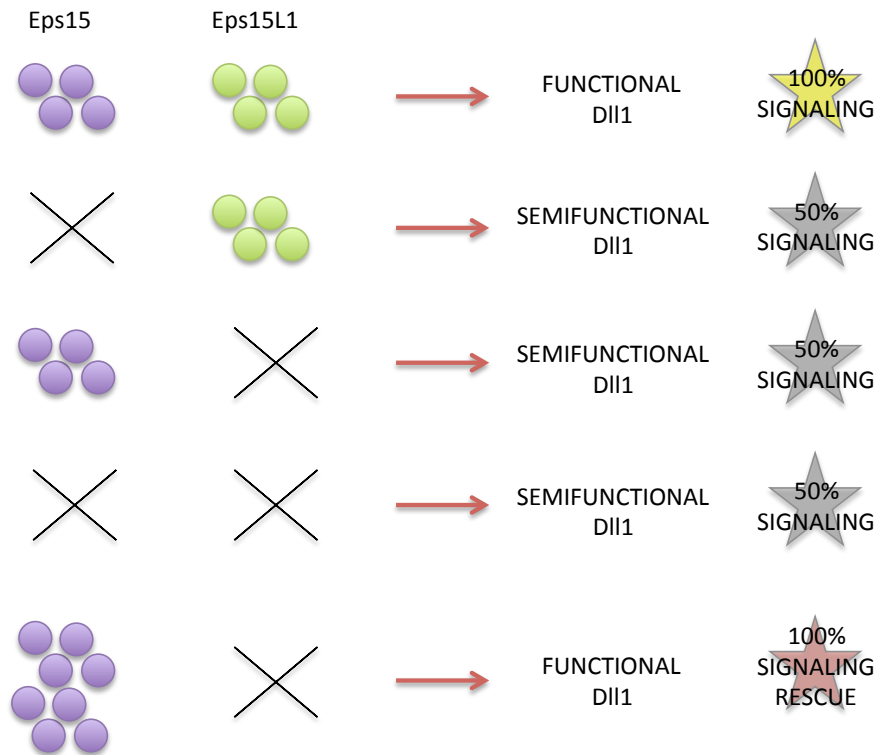 Eps15 Eps15L1
FUNCTIONAL
Dll1
100%
SIGNALING
SEMIFUNCTIONAL
Dll1
50%
SIGNALING
SEMIFUNCTIONAL
Dll1
50%
SIGNALING
SEMIFUNCTIONAL
Dll1
50%
SIGNALING
FUNCTIONAL
Dll1
100%
SIGNALING
RESCUE